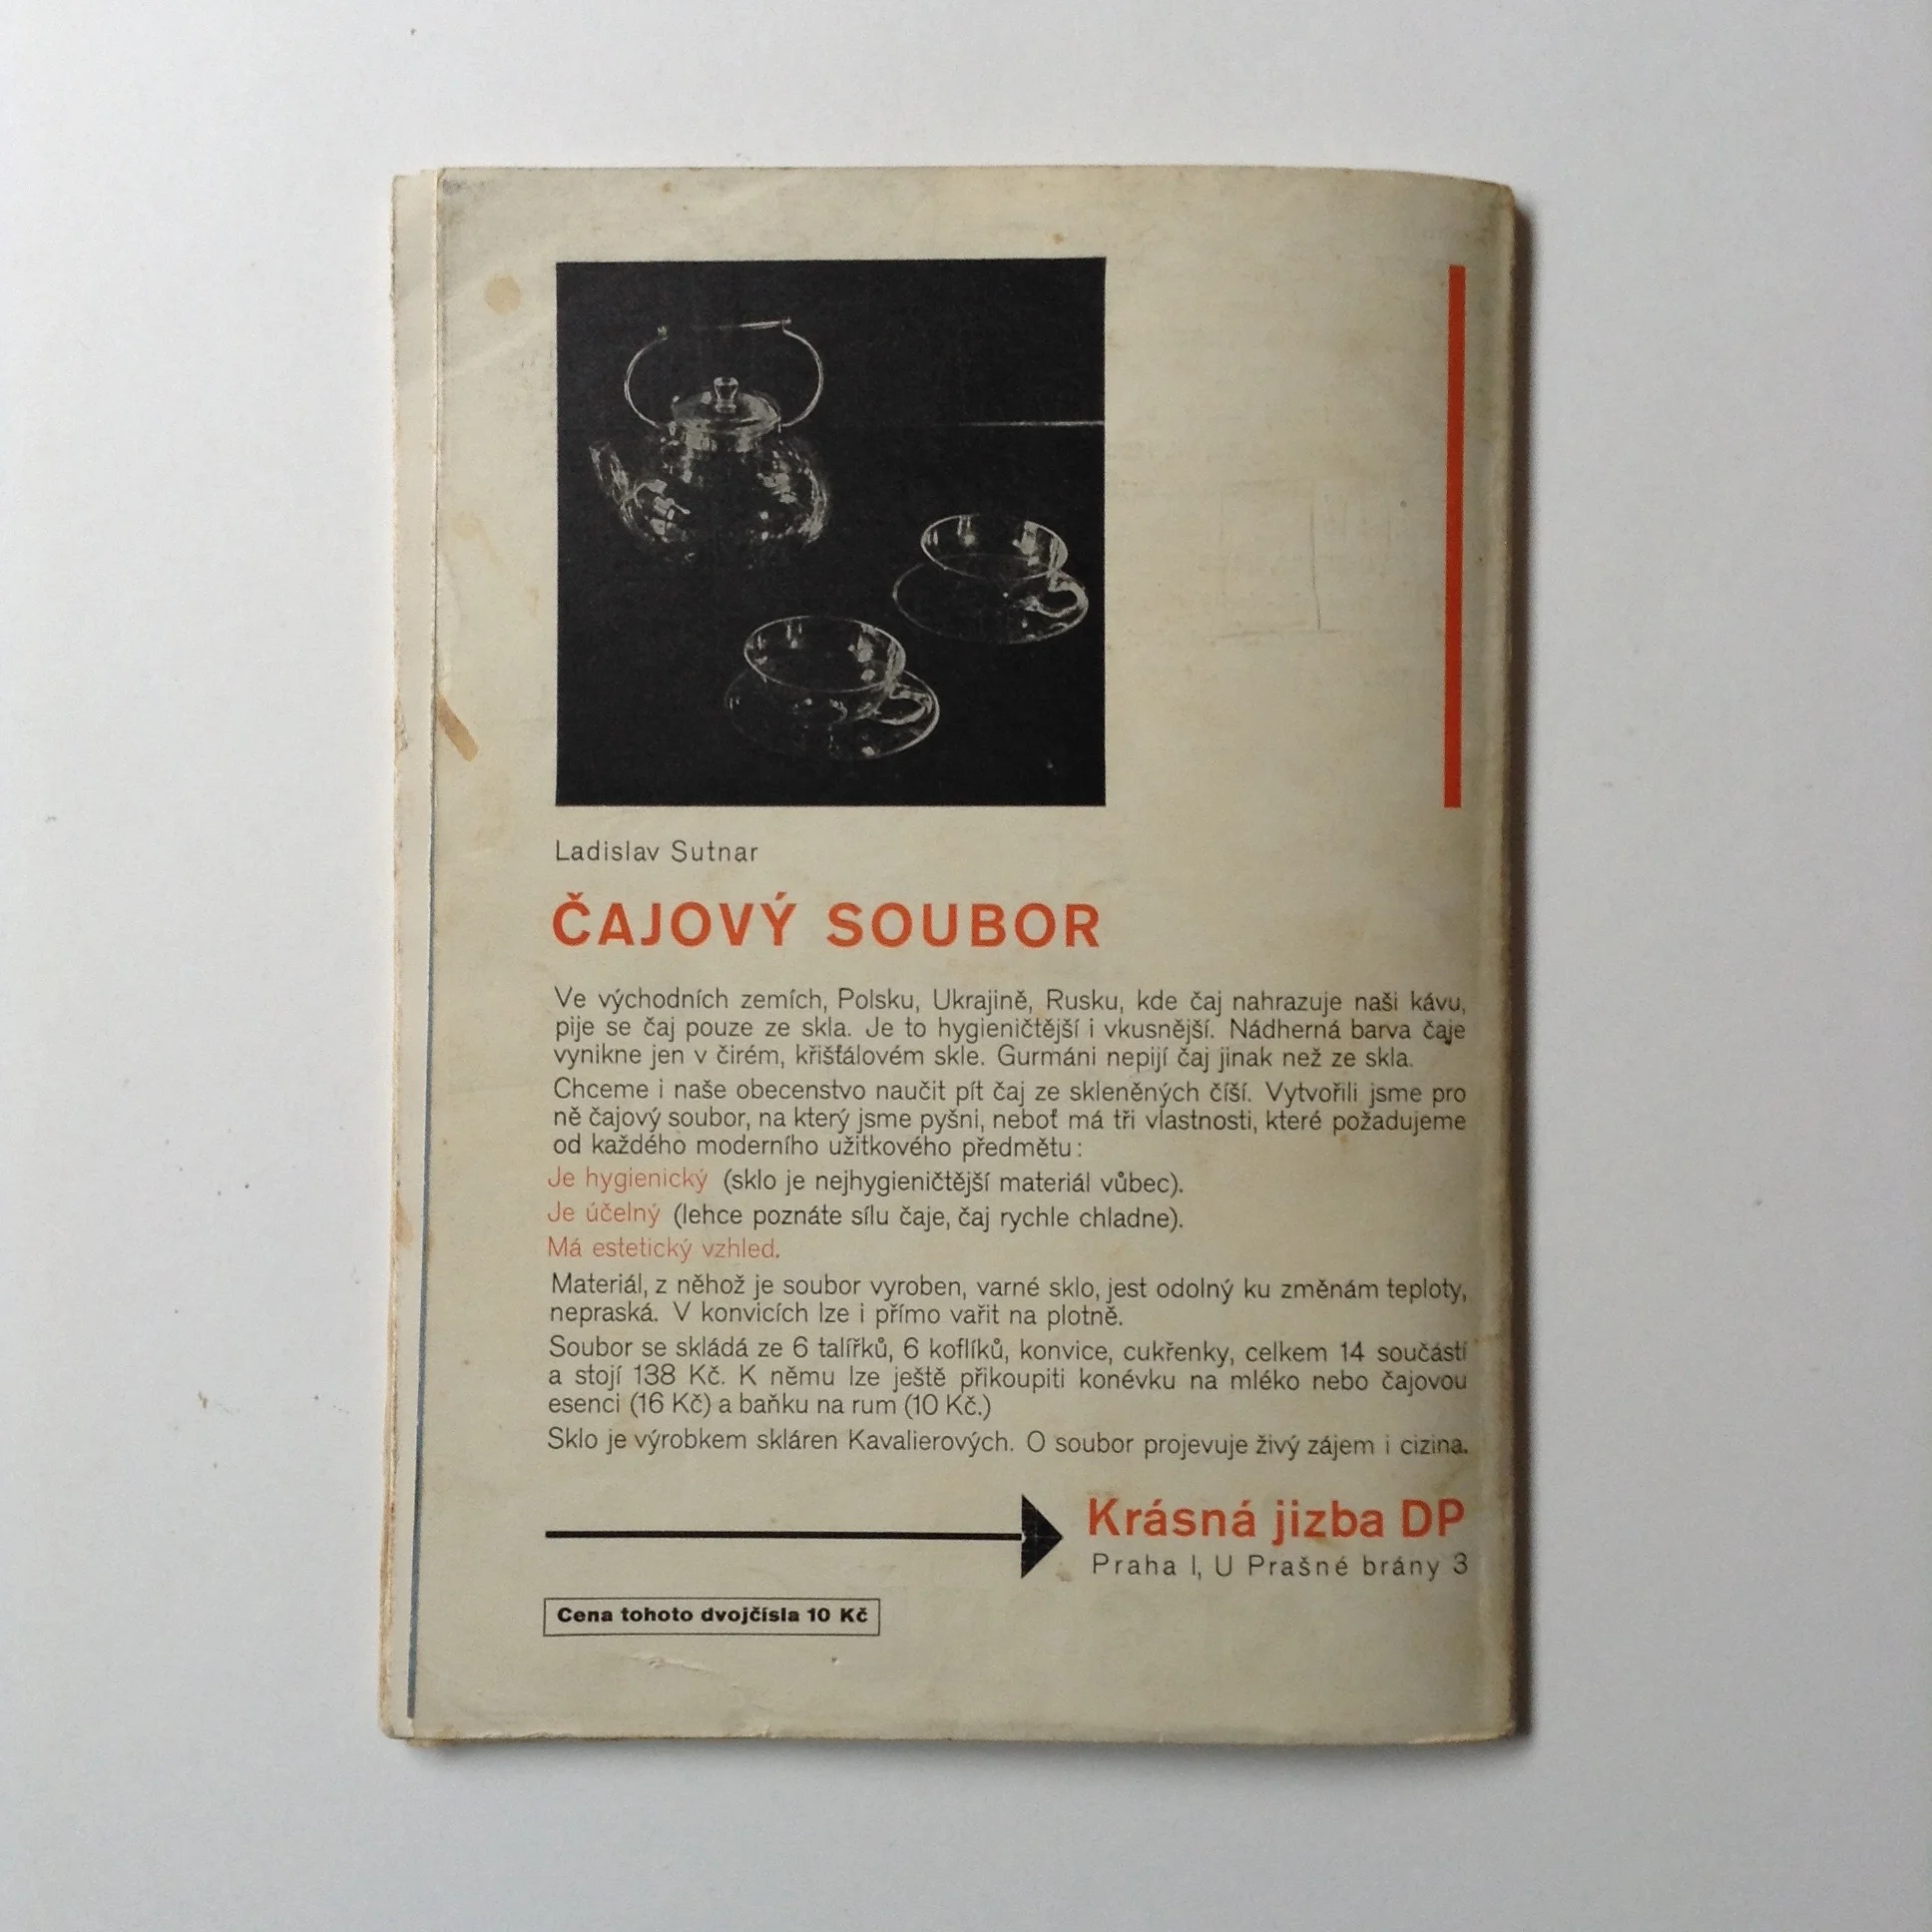 Ladislav Sutnar
ČAJOVÝ SOUBOR
Ve východních zemích, Polsku, Ukrajině, Rusku, kde čaj nahrazuje naši kávu,
pije se čaj pouze ze skla. Je to hygieničtější i vkusnější. Nádherná barva čaje
vynikne jen v čirém, křišťálovém skle. Gurmáni nepijí čaj jinak než ze skla.
Chceme i naše obecenstvo naučit pít čaj ze skleněných číší. Vytvořili jsme pro
ně čajový soubor, na který jsme pyšni, neboť má tři vlastnosti, které požadujeme
od každého moderního užitkového předmětu:
Je hygienický (sklo je nejhygieničtější materiál vůbec).
Je účelný (lehce poznáte sílu čaje, čaj rychle chladne).
Má estetický vzhled.
Materiál, z něhož je soubor vyroben, varné sklo, jest odolný ku změnám teploty,
nepraská. V konvicích lze i přímo vařit na plotně.
Soubor se skládá ze 6 talířků, 6 koflíků, konvice, cukřenky, celkem 14 součástí
a stojí 138 Kč. K němu lze ještě přikoupiti konévku na mléko nebo čajovou
esenci (16 Kč) a baňku na rum (10 Kč.)
Sklo je výrobkem skláren Kavalierových. O soubor projevuje živý zájem i cizina.
Krásná jizba DP
Praha I, U Prašné brány 3
Cena tohoto dvojčísla 10 Kč